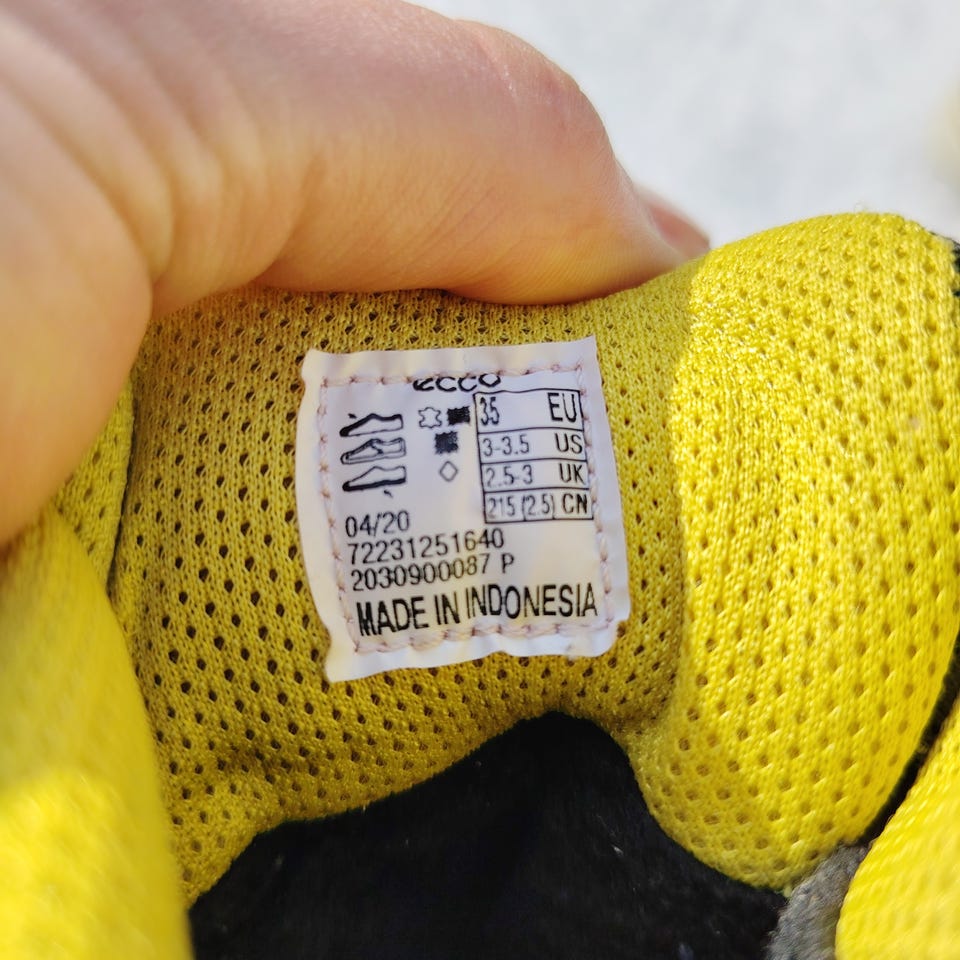 ecco
35 EU
3-3.5 US
2.5-3 UK
215 (2.5) CN
04/20
72231251640
2030900087 P
MADE IN INDONESIA